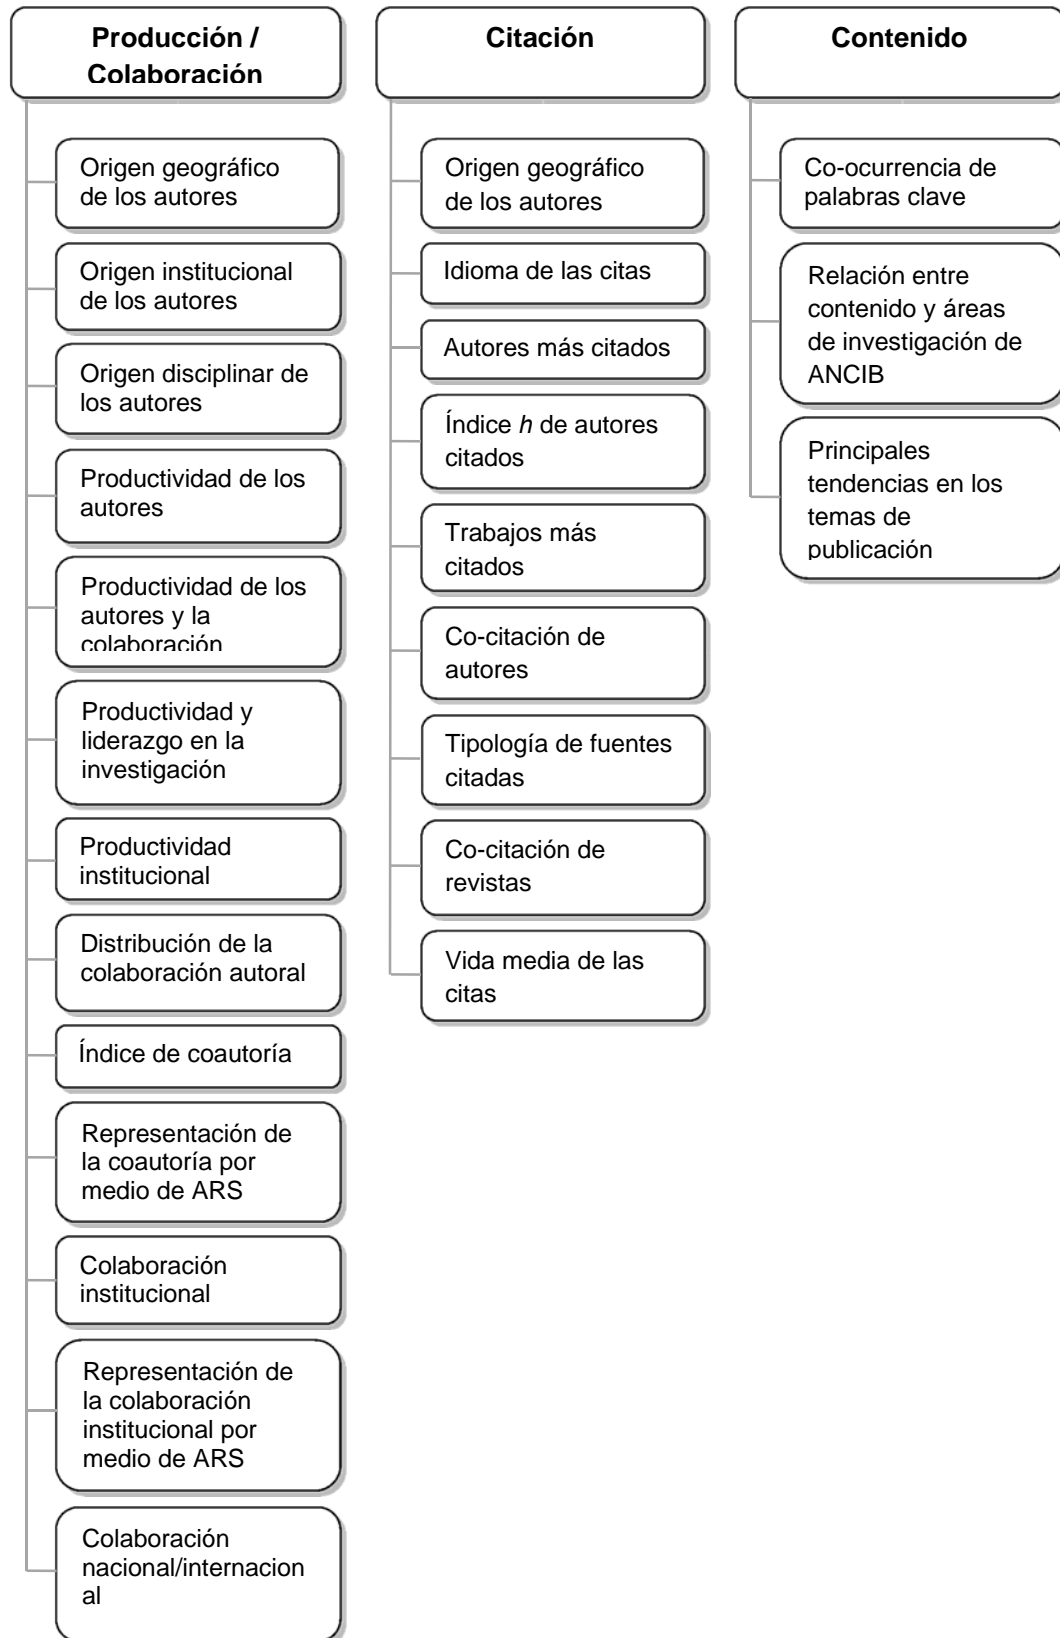 Producción /
Colaboración
Origen geográfico
de los autores
Origen institucional
de los autores
Origen disciplinar de
los autores
Productividad de los
autores
Productividad de los
autores y la
colaboración
Productividad y
liderazgo en la
investigación
Productividad
institucional
Distribución de la
colaboración autoral
Índice de coautoría
Representación de
la coautoría por
medio de ARS
Colaboración
institucional
Representación de
la colaboración
institucional por
medio de ARS
Colaboración
nacional/internacion
al
Citación
Origen geográfico
de los autores
Idioma de las citas
Autores más citados
Índice h de autores
citados
Trabajos más
citados
Co-citación de
autores
Tipología de fuentes
citadas
Co-citación de
revistas
Vida media de las
citas
Contenido
Co-ocurrencia de
palabras clave
Relación entre
contenido y áreas
de investigación de
ANCIB
Principales
tendencias en los
temas de
publicación